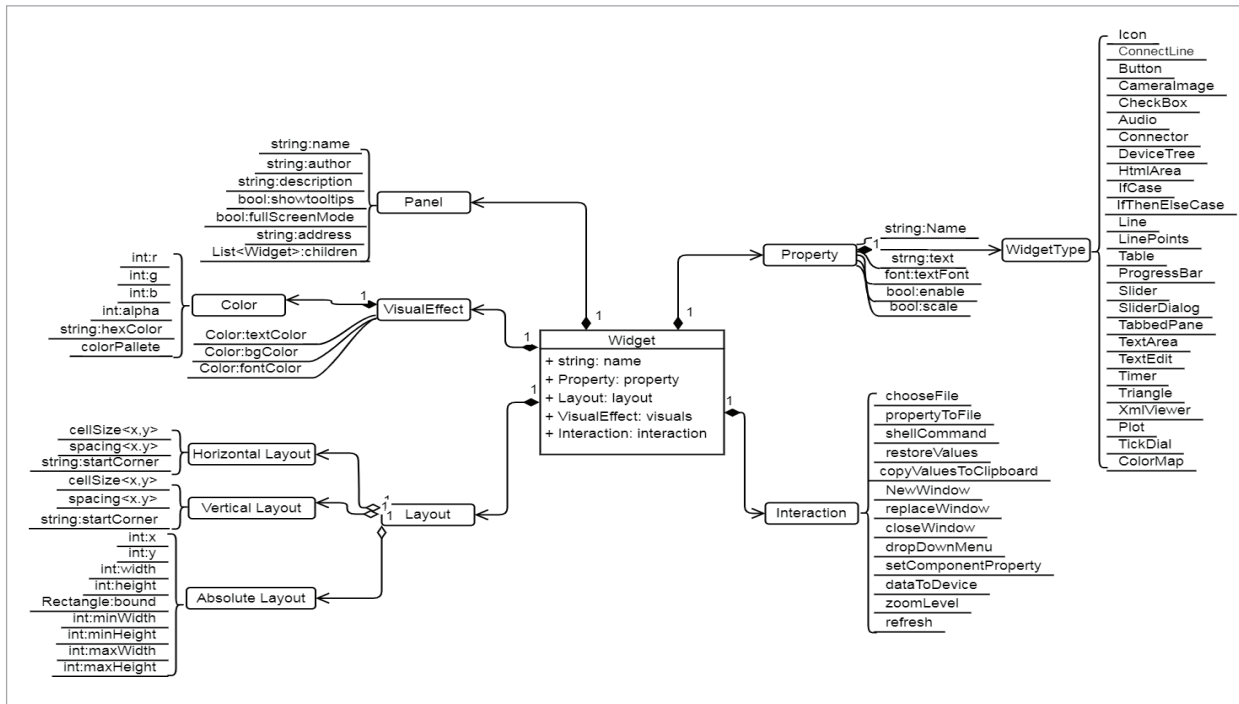 string:name
string:author
string:description
bool:showtooltips
bool:fullScreenMode
string:address
List<Widget>:children
Panel
1
int:r
int:g
int:b
int:alpha
string:hexColor
colorPallete
Color
1
VisualEffect
Color:textColor
Color:bgColor
Color:fontColor
1
cellSize<x,y>
spacing<x.y>
string:startCorner
Horizontal Layout
cellSize<x,y>
spacing<x.y>
string:startCorner
Vertical Layout
1
1
1
Layout
1
int:x
int:y
int:width
int:height
Rectangle:bound
int:minWidth
int:minHeight
int:maxWidth
int:maxHeight
Absolute Layout
Widget
+ string: name
+ Property: property
+ Layout: layout
+ VisualEffect: visuals
+ Interaction: interaction
1
Property
string:Name
1
strng:text
font:textFont
bool:enable
bool:scale
WidgetType
Icon
ConnectLine
Button
CameraImage
CheckBox
Audio
Connector
DeviceTree
HtmlArea
IfCase
IfThenElseCase
Line
LinePoints
Table
ProgressBar
Slider
SliderDialog
TabbedPane
TextArea
TextEdit
Timer
Triangle
XmlViewer
Plot
TickDial
ColorMap
1
Interaction
chooseFile
propertyToFile
shellCommand
restoreValues
copyValuesToClipboard
NewWindow
replaceWindow
closeWindow
dropDownMenu
setComponentProperty
dataToDevice
zoomLevel
refresh